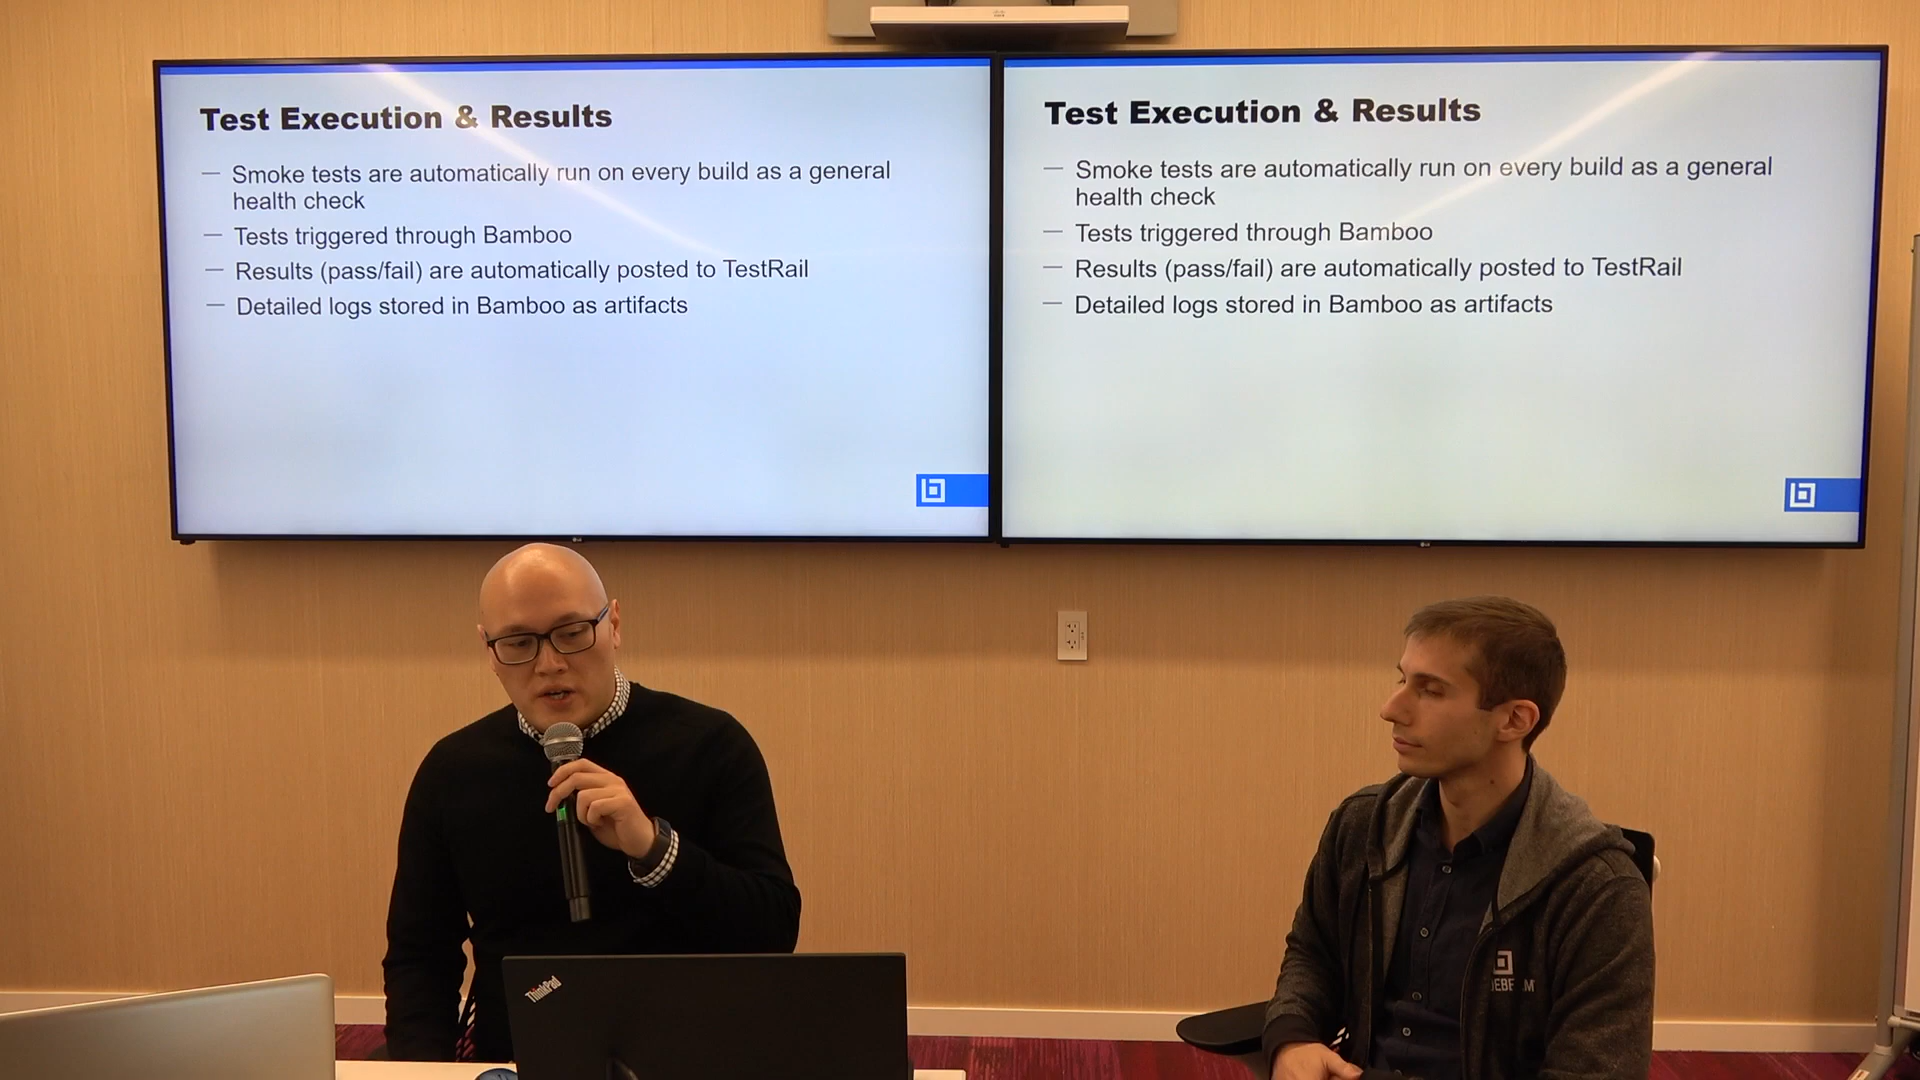 Test Execution & Results
— Smoke tests are automatically run on every build as a general
health check
— Tests triggered through Bamboo
— Results (pass/fail) are automatically posted to TestRail
— Detailed logs stored in Bamboo as artifacts
Test Execution & Results
— Smoke tests are automatically run on every build as a general
health check
— Tests triggered through Bamboo
— Results (pass/fail) are automatically posted to TestRail
— Detailed logs stored in Bamboo as artifacts
ThinkPad